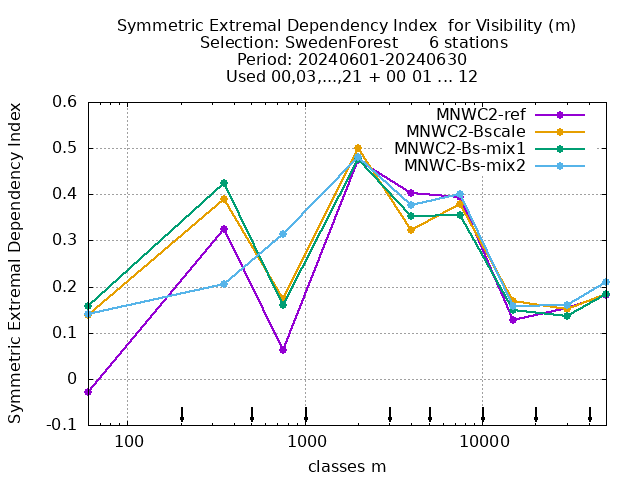 Symmetric Extremal Dependency Index  for Visibility (m)
Selection: SwedenForest      6 stations
Period: 20240601-20240630
Used 00,03,...,21 + 00 01 ... 12
Symmetric Extremal Dependency Index
0.6
0.5
0.4
0.3
0.2
0.1
0
-0.1
MNWC2-ref
MNWC2-Bscale
MNWC2-Bs-mix1
MNWC-Bs-mix2
100
1000
10000
classes m